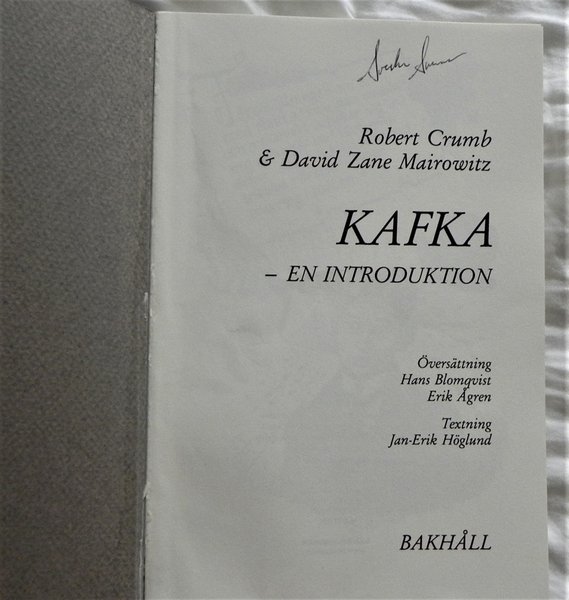 Robert Crumb
& David Zane Mairowitz
KAFKA
– EN INTRODUKTION
Översättning
Hans Blomqvist
Erik Ågren
Textning
Jan-Erik Höglund
BAKHÅLL